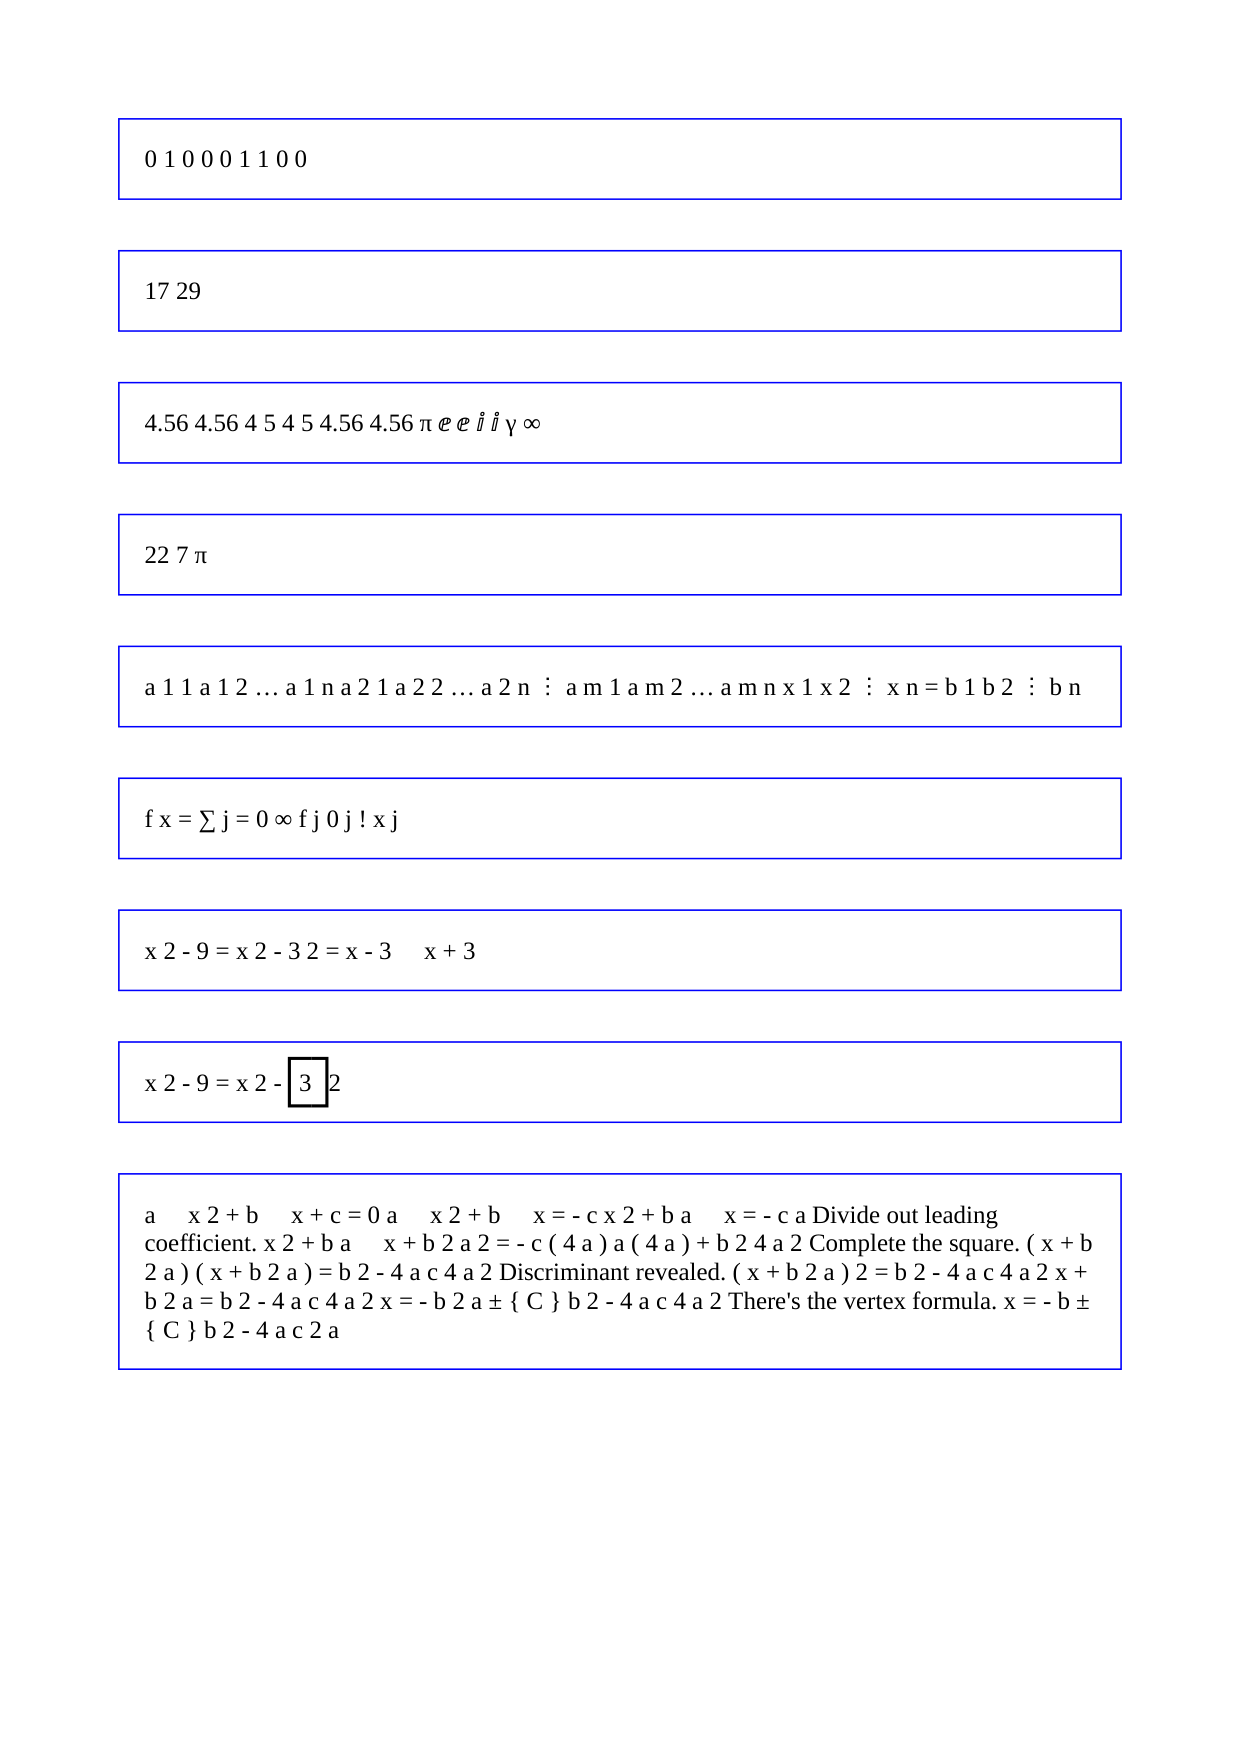 0 1 0 0 0 1 1 0 0
17 29
4.56 4.56 4 5 4 5 4.56 4.56 π ⅇ ⅇ ⅈ ⅈ γ ∞
22 7 π
a 1 1 a 1 2 … a 1 n a 2 1 a 2 2 … a 2 n ⋮ a m 1 a m 2 … a m n x 1 x 2 ⋮ x n = b 1 b 2 ⋮ b n
f x = ∑ j = 0 ∞ f j 0 j ! x j
x 2 - 9 = x 2 - 3 2 = x - 3 x + 3
x 2 - 9 = x 2 - 3 2
a x 2 + b x + c = 0 a x 2 + b x = - c x 2 + b a x = - c a Divide out leading
coefficient. x 2 + b a x + b 2 a 2 = - c ( 4 a ) a ( 4 a ) + b 2 4 a 2 Complete the square. ( x + b
2 a ) ( x + b 2 a ) = b 2 - 4 a c 4 a 2 Discriminant revealed. ( x + b 2 a ) 2 = b 2 - 4 a c 4 a 2 x +
b 2 a = b 2 - 4 a c 4 a 2 x = - b 2 a ± { C } b 2 - 4 a c 4 a 2 There's the vertex formula. x = - b ±
{ C } b 2 - 4 a c 2 a